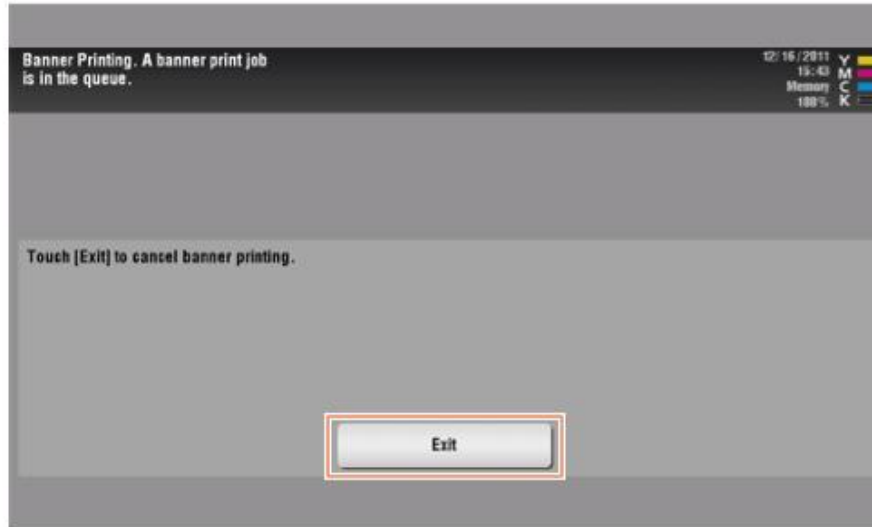 Banner Printing. A banner print job
is in the queue.
12/16/2011
15:43
Memory
100%
Y
M
C
K
Touch [Exit] to cancel banner printing.
Exit